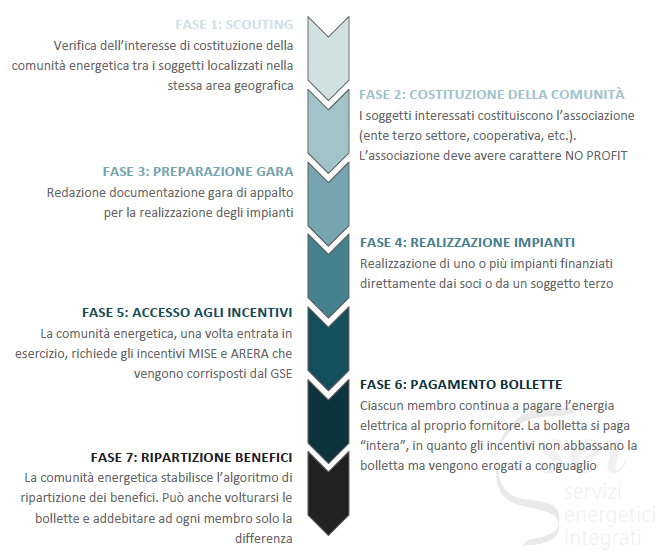 FASE 1: SCOUTING
Verifica dell’interesse di costituzione della
comunità energetica tra i soggetti localizzati nella
stessa area geografica
FASE 2: COSTITUZIONE DELLA COMUNITÀ
I soggetti interessati costituiscono l’associazione
(ente terzo settore, cooperativa, etc.).
L’associazione deve avere carattere NO PROFIT
FASE 3: PREPARAZIONE GARA
Redazione documentazione gara di appalto
per la realizzazione degli impianti
FASE 4: REALIZZAZIONE IMPIANTI
Realizzazione di uno o più impianti finanziati
direttamente dai soci o da un soggetto terzo
FASE 5: ACCESSO AGLI INCENTIVI
La comunità energetica, una volta entrata in
esercizio, richiede gli incentivi MISE e ARERA che
vengono corrisposti dal GSE
FASE 6: PAGAMENTO BOLLETTE
Ciascun membro continua a pagare l’energia
elettrica al proprio fornitore. La bolletta si paga
“intera”, in quanto gli incentivi non abbassano la
bolletta ma vengono erogati a conguaglio
FASE 7: RIPARTIZIONE BENEFICI
La comunità energetica stabilisce l’algoritmo di
ripartizione dei benefici. Può anche volturarsi le
bollette e addebitare ad ogni membro solo la
differenza
sei
servizi
energetici
integrati